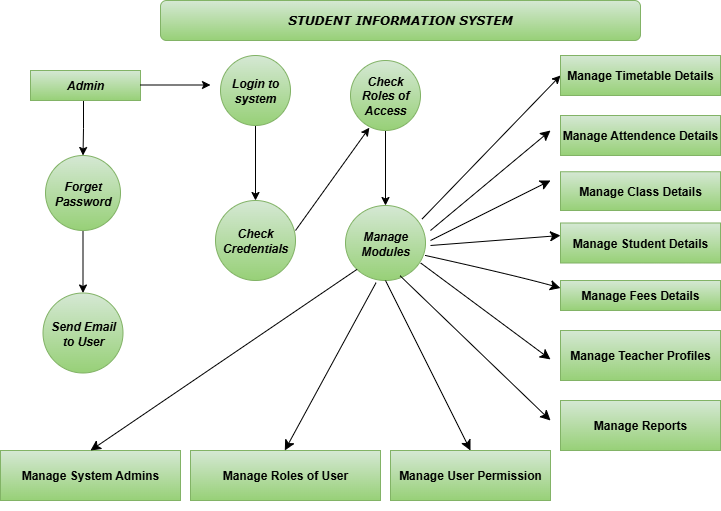 STUDENT INFORMATION SYSTEM
Admin
Login to
system
Check
Roles of
Access
Manage Timetable Details
Manage Attendence Details
Forget
Password
Manage Class Details
Check
Credentials
Manage
Modules
Manage Student Details
Manage Fees Details
Send Email
to User
Manage Teacher Profiles
Manage Reports
Manage System Admins
Manage Roles of User
Manage User Permission